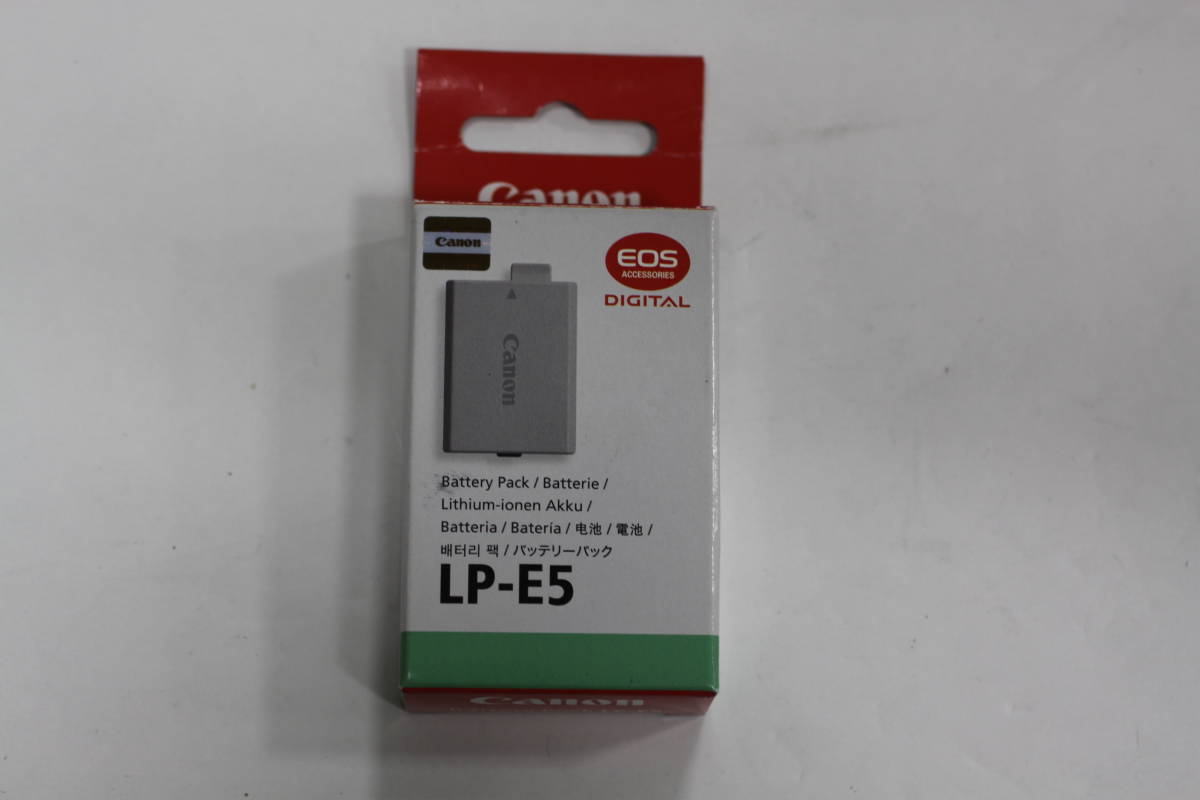 Canon
Canon
EOS
ACCESSORIES
DIGITAL
Canon
Battery Pack / Batterie /
Lithium-ionen Akku /
Batteria / Batería / 电池 / 電池 /
배터리 팩 / バッテリーパック
LP-E5
Canon